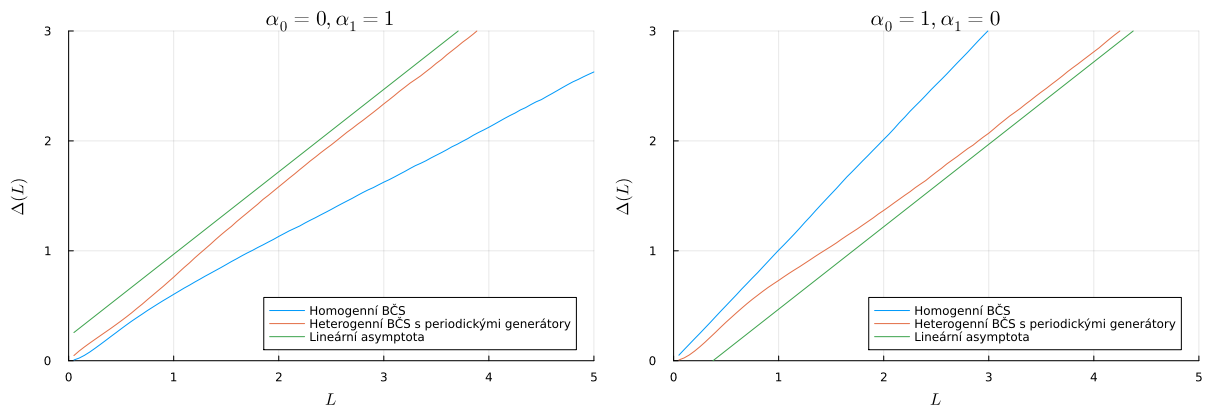 α₀ = 0, α₁ = 1
3
2
1
0
Δ(L)
0 1 2 3 4 5
L
Homogenní BČS
Heterogenní BČS s periodickými generátory
Lineární asymptota
α₀ = 1, α₁ = 0
3
2
1
0
Δ(L)
0 1 2 3 4 5
L
Homogenní BČS
Heterogenní BČS s periodickými generátory
Lineární asymptota